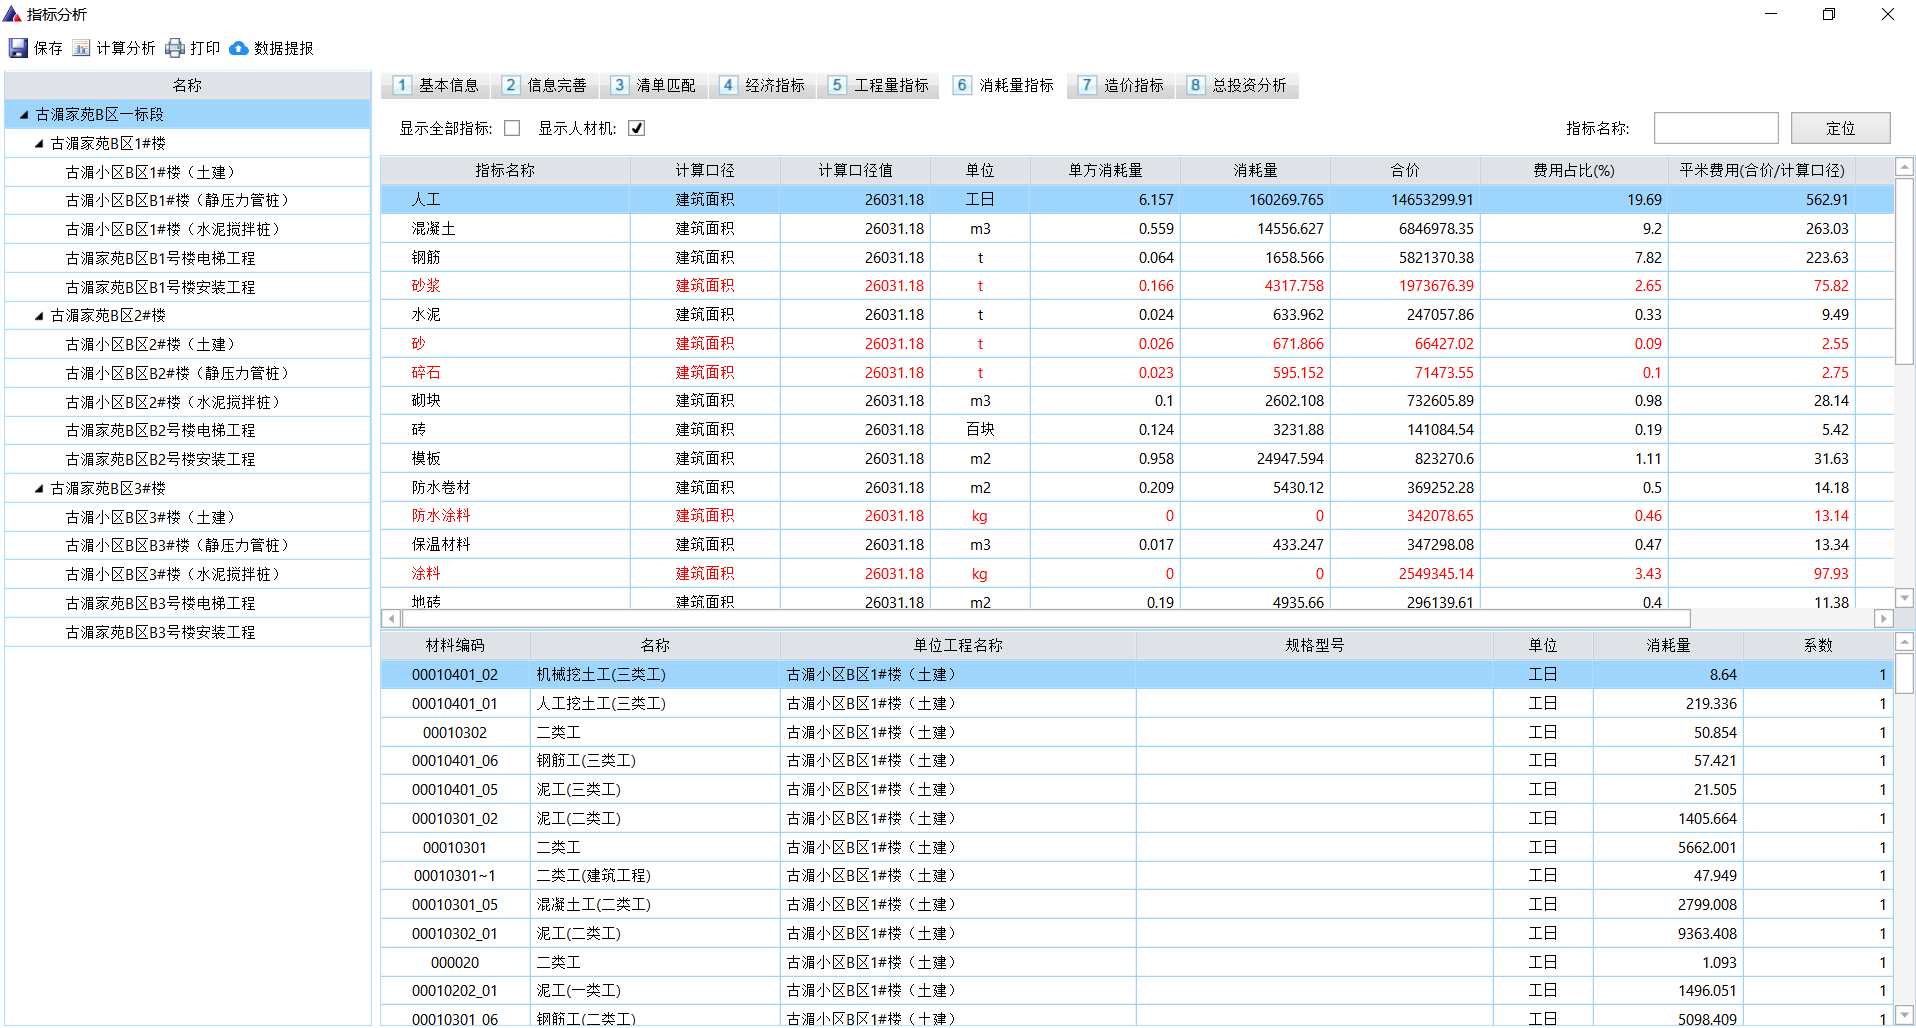 指标分析
保存 计算分析 打印 数据提报
名称
古湄家苑B区一标段
古湄家苑B区1#楼
古湄小区B区1#楼（土建）
古湄小区B区B1#楼（静压力管桩）
古湄小区B区1#楼（水泥搅拌桩）
古湄家苑B区B1号楼电梯工程
古湄家苑B区B1号楼安装工程
古湄家苑B区2#楼
古湄小区B区2#楼（土建）
古湄小区B区B2#楼（静压力管桩）
古湄小区B区2#楼（水泥搅拌桩）
古湄家苑B区B2号楼电梯工程
古湄家苑B区B2号楼安装工程
古湄家苑B区3#楼
古湄小区B区3#楼（土建）
古湄小区B区B3#楼（静压力管桩）
古湄小区B区3#楼（水泥搅拌桩）
古湄家苑B区B3号楼电梯工程
古湄家苑B区B3号楼安装工程
1 基本信息 2 信息完善 3 清单匹配 4 经济指标 5 工程量指标 6 消耗量指标 7 造价指标 8 总投资分析
显示全部指标: 显示人材机: 指标名称: 定位
指标名称 计算口径 计算口径值 单位 单方消耗量 消耗量 合价 费用占比(%) 平米费用(合价/计算口径)
人工 建筑面积 26031.18 工日 6.157 160269.765 14653299.91 19.69 562.91
混凝土 建筑面积 26031.18 m3 0.559 14556.627 6846978.35 9.2 263.03
钢筋 建筑面积 26031.18 t 0.064 1658.566 5821370.38 7.82 223.63
砂浆 建筑面积 26031.18 t 0.166 4317.758 1973676.39 2.65 75.82
水泥 建筑面积 26031.18 t 0.024 633.962 247057.86 0.33 9.49
砂 建筑面积 26031.18 t 0.026 671.866 66427.02 0.09 2.55
碎石 建筑面积 26031.18 t 0.023 595.152 71473.55 0.1 2.75
砌块 建筑面积 26031.18 m3 0.1 2602.108 732605.89 0.98 28.14
砖 建筑面积 26031.18 百块 0.124 3231.88 141084.54 0.19 5.42
模板 建筑面积 26031.18 m2 0.958 24947.594 823270.6 1.11 31.63
防水卷材 建筑面积 26031.18 m2 0.209 5430.12 369252.28 0.5 14.18
防水涂料 建筑面积 26031.18 kg 0 0 342078.65 0.46 13.14
保温材料 建筑面积 26031.18 m3 0.017 433.247 347298.08 0.47 13.34
涂料 建筑面积 26031.18 kg 0 0 2549345.14 3.43 97.93
地砖 建筑面积 26031.18 m2 0.19 4935.66 296139.61 0.4 11.38
材料编码 名称 单位工程名称 规格型号 单位 消耗量 系数
00010401_02 机械挖土工(三类工) 古湄小区B区1#楼（土建） 工日 8.64 1
00010401_01 人工挖土工(三类工) 古湄小区B区1#楼（土建） 工日 219.336 1
00010302 二类工 古湄小区B区1#楼（土建） 工日 50.854 1
00010401_06 钢筋工(三类工) 古湄小区B区1#楼（土建） 工日 57.421 1
00010401_05 泥工(三类工) 古湄小区B区1#楼（土建） 工日 21.505 1
00010301_02 泥工(二类工) 古湄小区B区1#楼（土建） 工日 1405.664 1
00010301 二类工 古湄小区B区1#楼（土建） 工日 5662.001 1
00010301~1 二类工(建筑工程) 古湄小区B区1#楼（土建） 工日 47.949 1
00010301_05 混凝土工(二类工) 古湄小区B区1#楼（土建） 工日 2799.008 1
00010302_01 泥工(二类工) 古湄小区B区1#楼（土建） 工日 9363.408 1
000020 二类工 古湄小区B区1#楼（土建） 工日 1.093 1
00010202_01 泥工(一类工) 古湄小区B区1#楼（土建） 工日 1496.051 1
00010301_06 钢筋工(二类工) 古湄小区B区1#楼（土建） 工日 5098.409 1